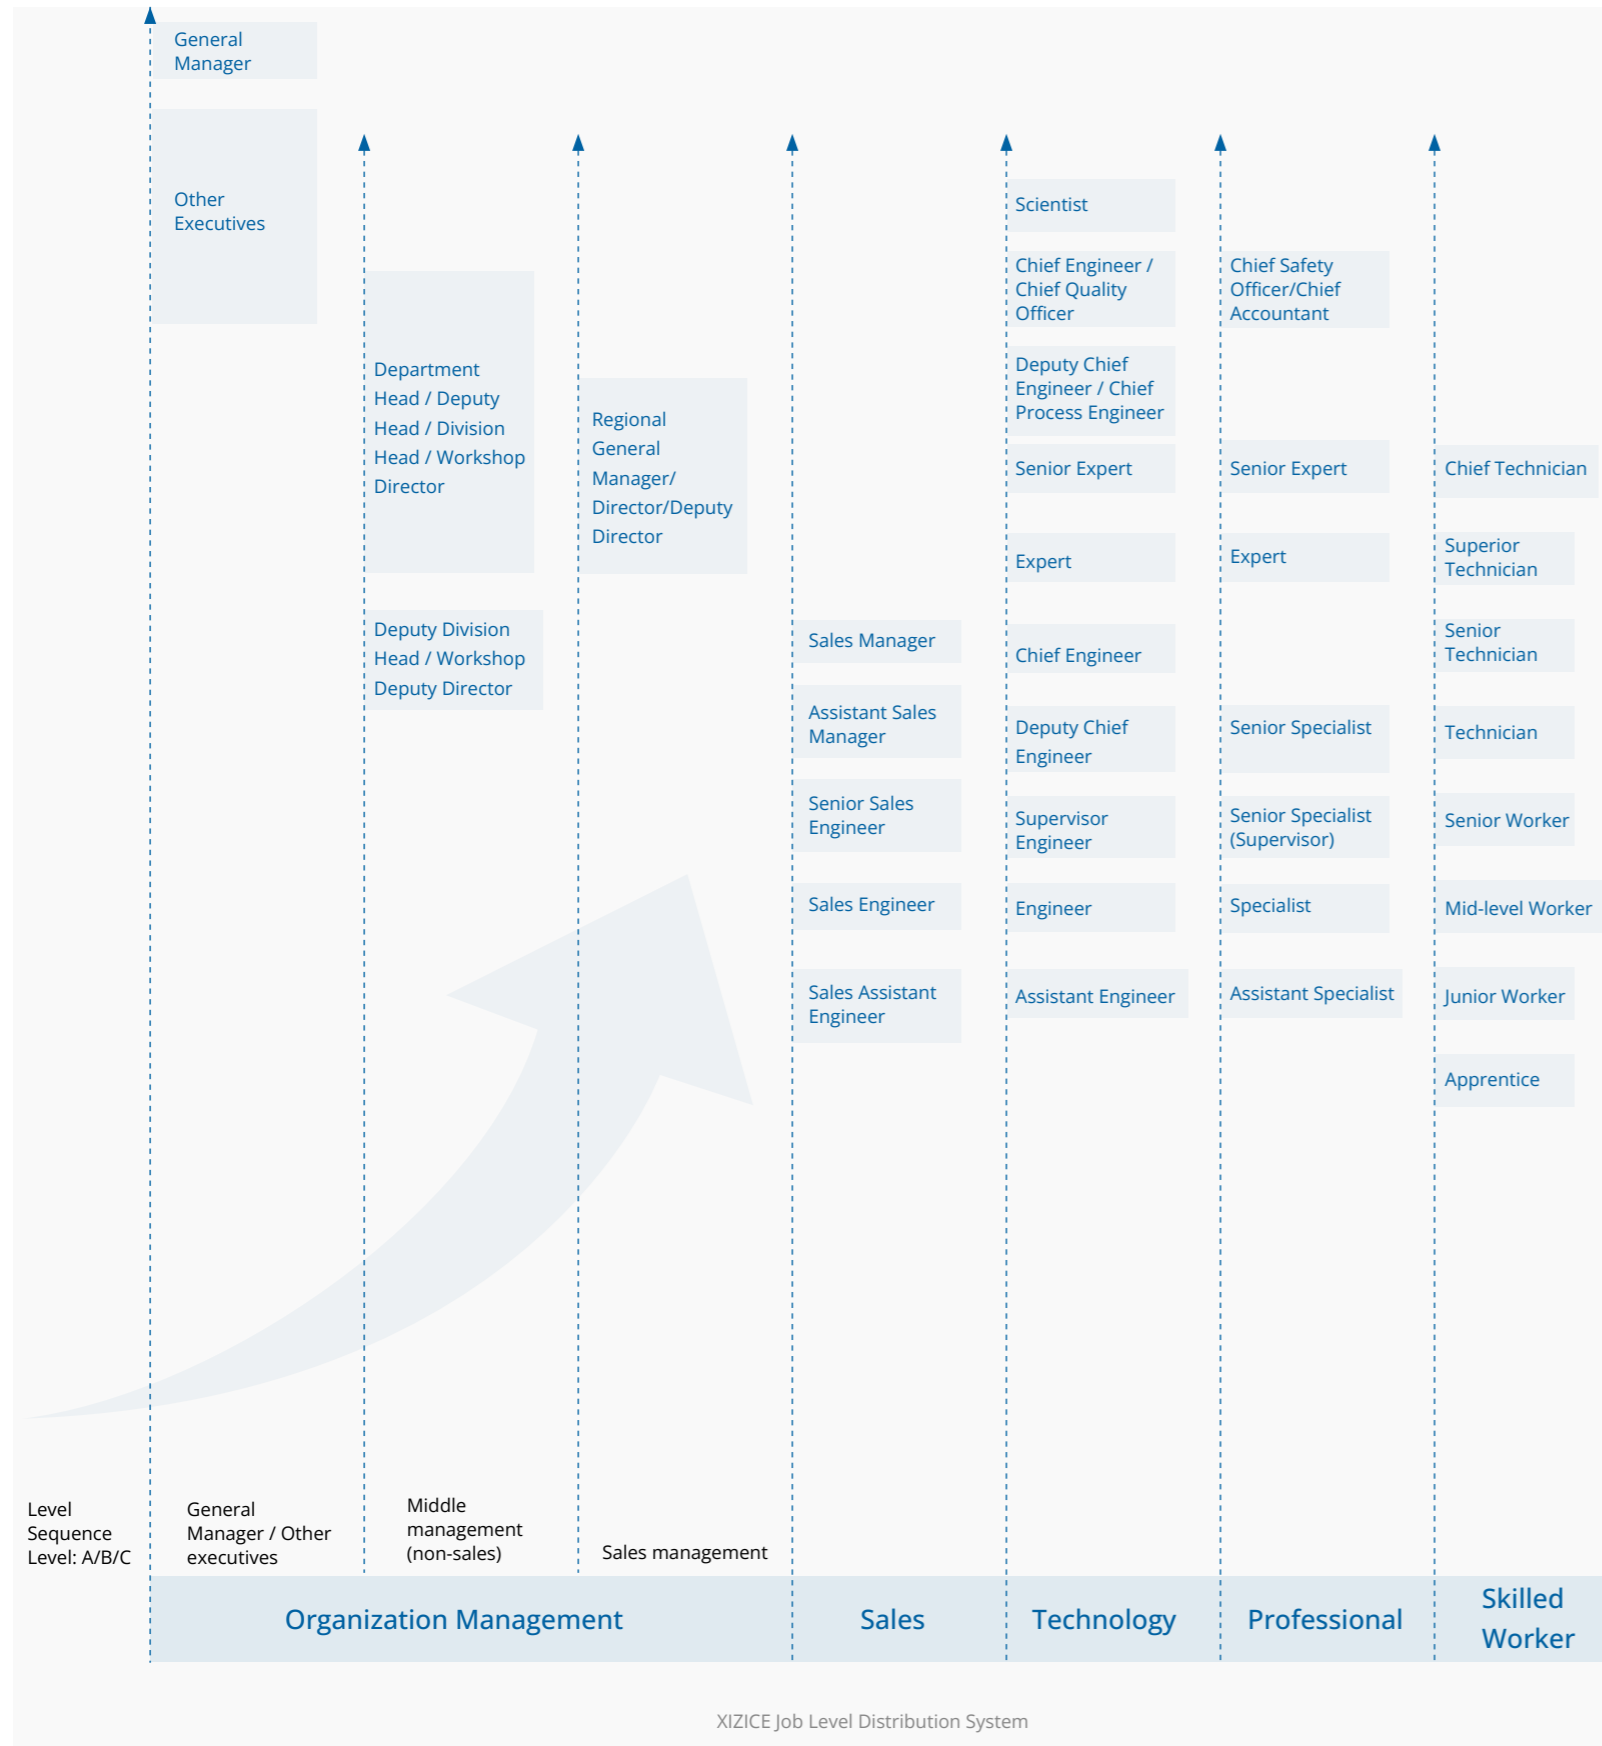 General
Manager
Other
Executives
Department
Head / Deputy
Head / Division
Head / Workshop
Director
Deputy Division
Head / Workshop
Deputy Director
Regional
General
Manager/
Director/Deputy
Director
Sales Manager
Assistant Sales
Manager
Senior Sales
Engineer
Sales Engineer
Sales Assistant
Engineer
Scientist
Chief Engineer /
Chief Quality
Officer
Deputy Chief
Engineer / Chief
Process Engineer
Senior Expert
Expert
Chief Engineer
Deputy Chief
Engineer
Supervisor
Engineer
Engineer
Assistant Engineer
Chief Safety
Officer/Chief
Accountant
Senior Expert
Expert
Senior Specialist
Senior Specialist
(Supervisor)
Specialist
Assistant Specialist
Chief Technician
Superior
Technician
Senior
Technician
Technician
Senior Worker
Mid-level Worker
Junior Worker
Apprentice
Level
Sequence
Level: A/B/C
General
Manager / Other
executives
Middle
management
(non-sales)
Sales management
Organization Management
Sales
Technology
Professional
Skilled
Worker
XIZICE Job Level Distribution System